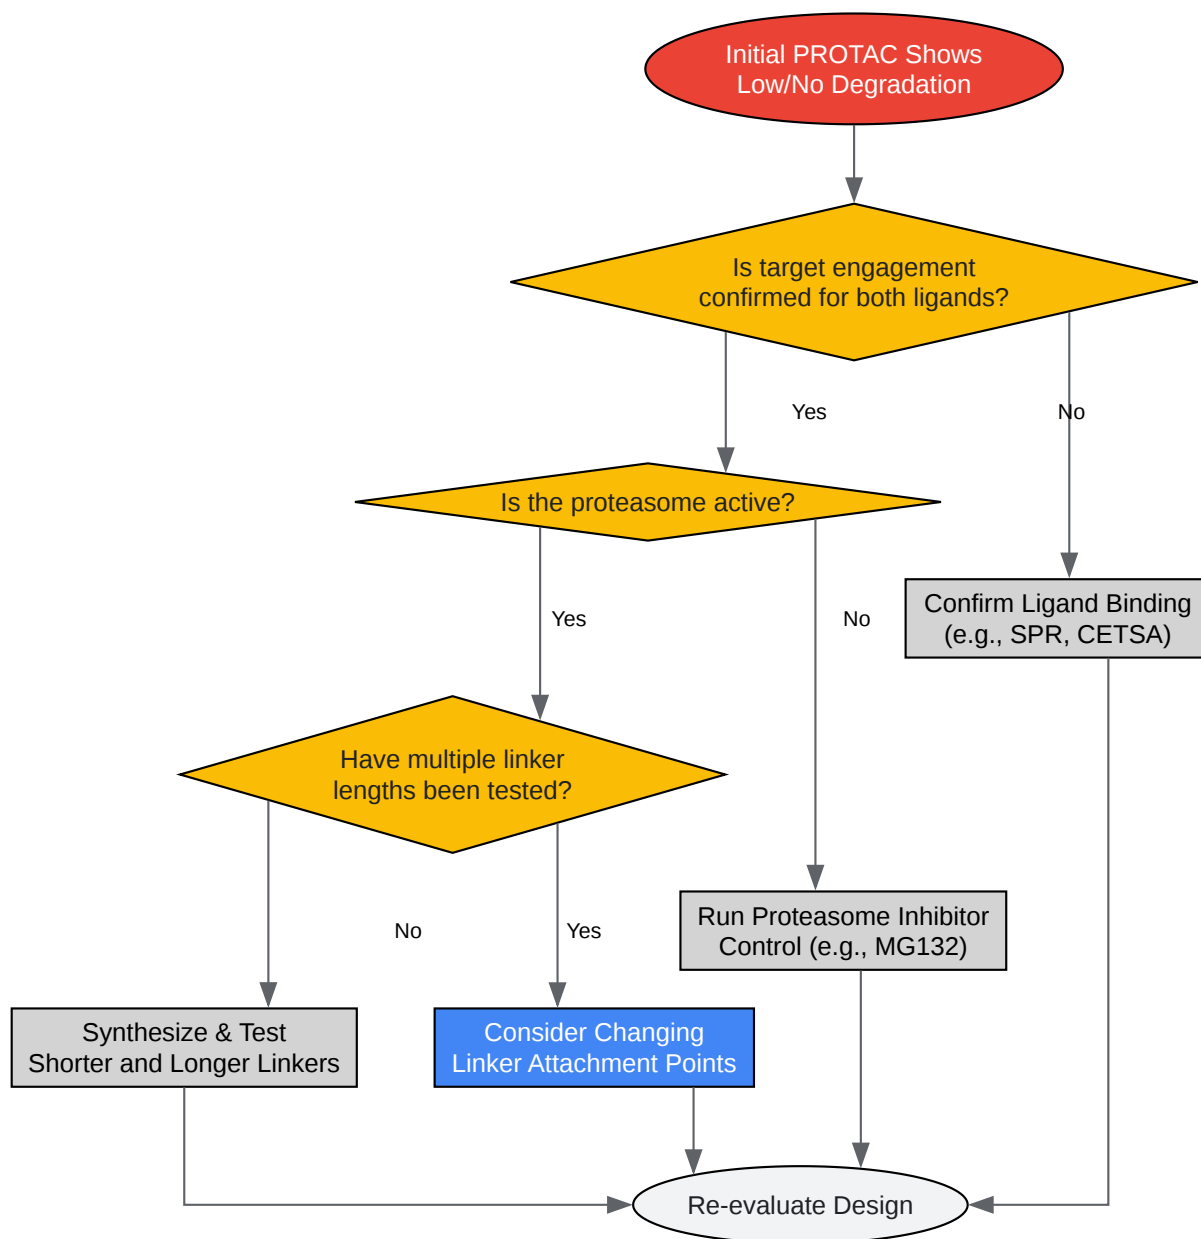 Initial PROTAC Shows
Low/No Degradation
Is target engagement
confirmed for both ligands?
Yes
No
Is the proteasome active?
Confirm Ligand Binding
(e.g., SPR, CETSA)
Yes
No
Have multiple linker
lengths been tested?
No
Yes
Run Proteasome Inhibitor
Control (e.g., MG132)
Synthesize & Test
Shorter and Longer Linkers
Consider Changing
Linker Attachment Points
Re-evaluate Design